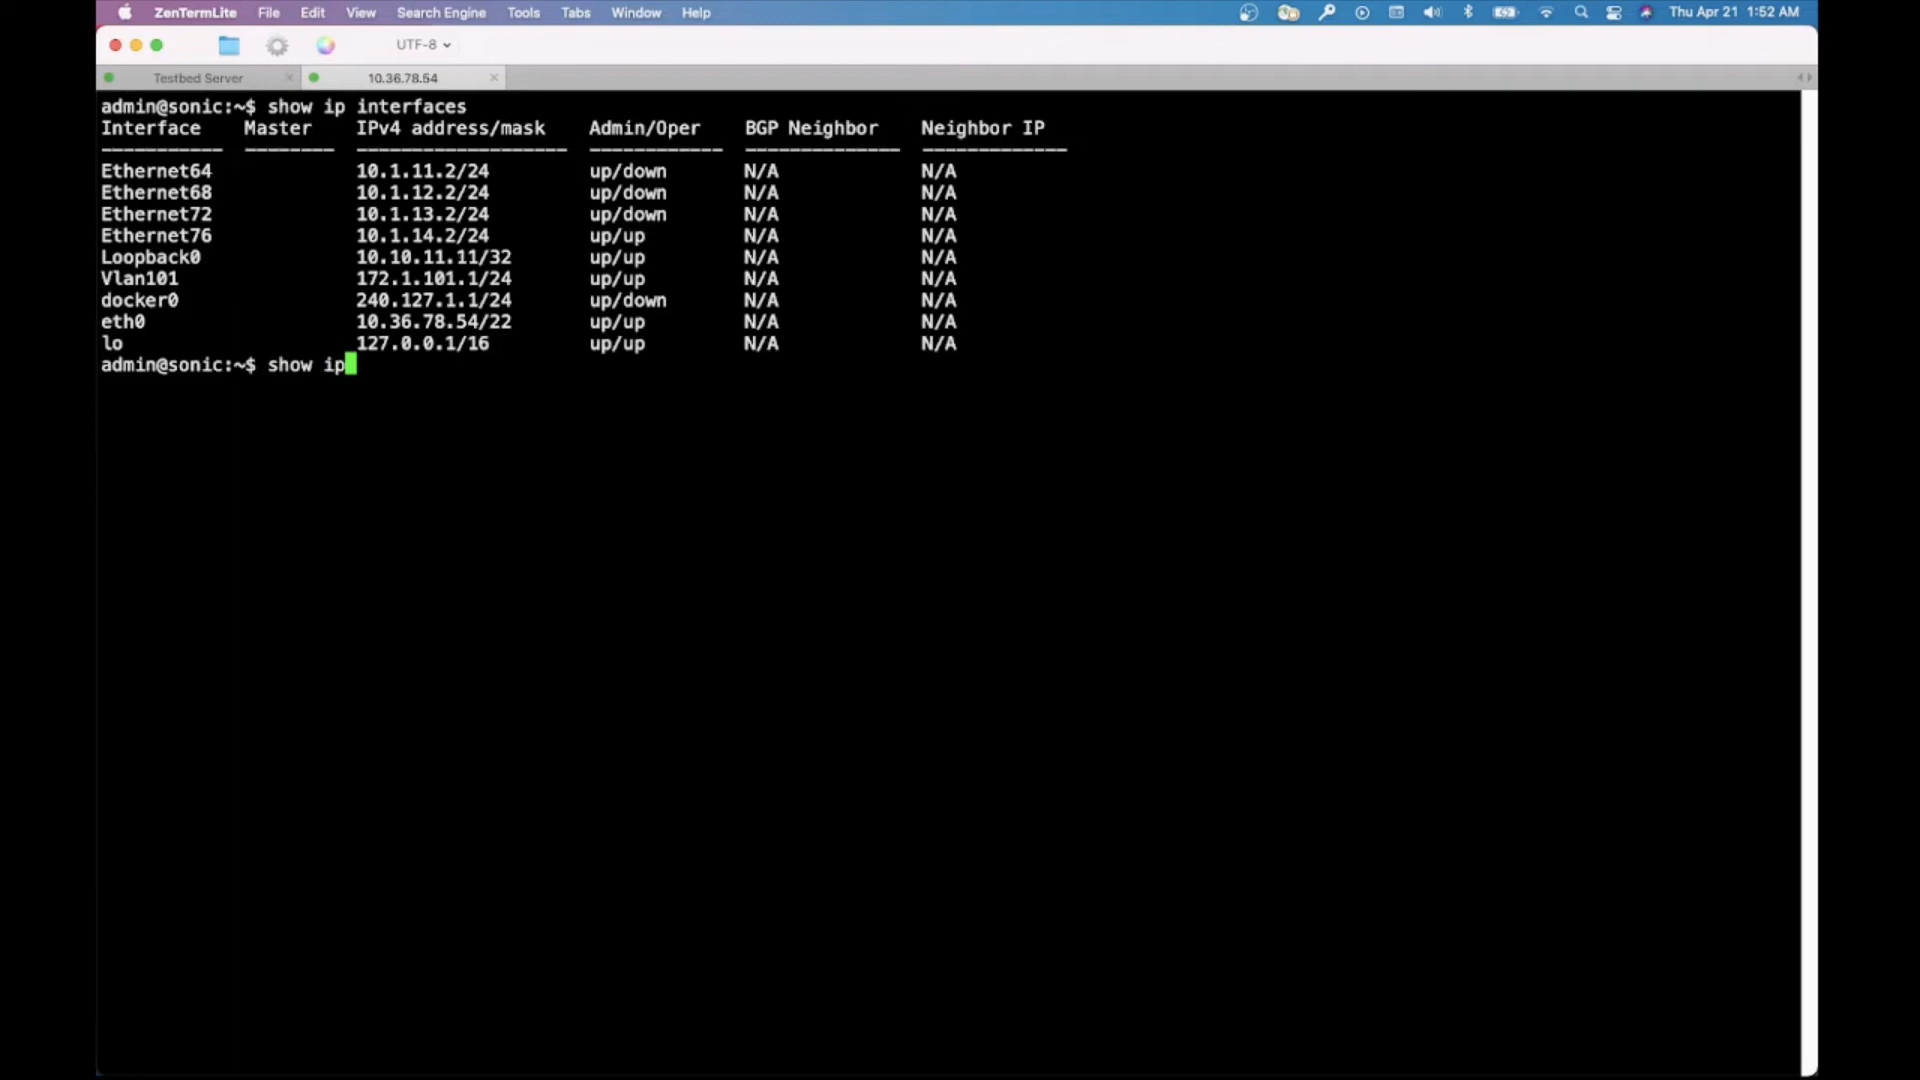 ZenTermLite File Edit View Search Engine Tools Tabs Window Help Thu Apr 21 1:52 AM
UTF-8
Testbed Server 10.36.78.54
admin@sonic:~$ show ip interfaces
Interface Master IPv4 address/mask Admin/Oper BGP Neighbor Neighbor IP
----------- -------- ------------------- ------------ -------------- -------------
Ethernet64 10.1.11.2/24 up/down N/A N/A
Ethernet68 10.1.12.2/24 up/down N/A N/A
Ethernet72 10.1.13.2/24 up/down N/A N/A
Ethernet76 10.1.14.2/24 up/up N/A N/A
Loopback0 10.10.11.11/32 up/up N/A N/A
Vlan101 172.1.101.1/24 up/up N/A N/A
docker0 240.127.1.1/24 up/down N/A N/A
eth0 10.36.78.54/22 up/up N/A N/A
lo 127.0.0.1/16 up/up N/A N/A
admin@sonic:~$ show ip